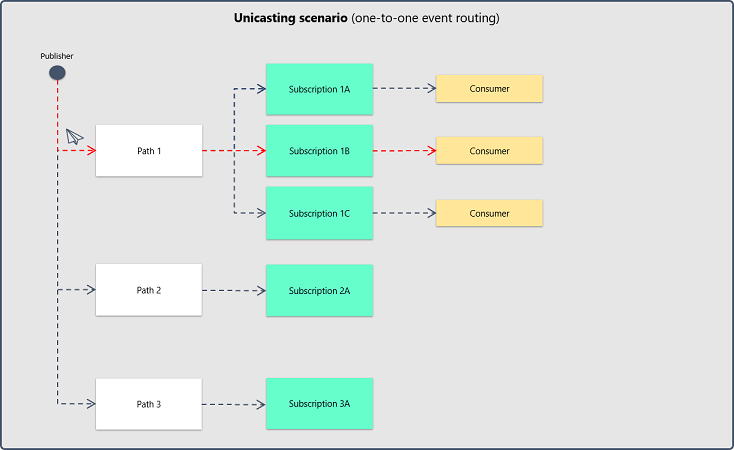 Unicasting scenario (one-to-one event routing)
Publisher
Subscription 1A
Consumer
Path 1
Subscription 1B
Consumer
Subscription 1C
Consumer
Path 2
Subscription 2A
Path 3
Subscription 3A